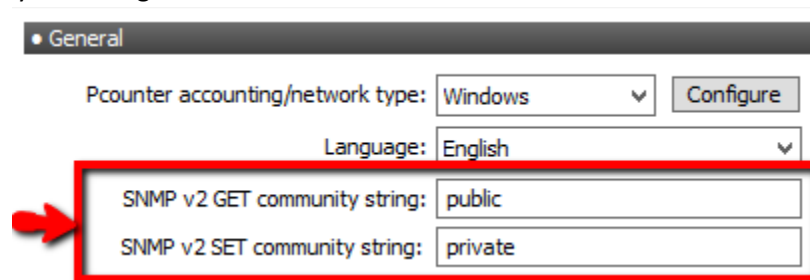 • General
Pcounter accounting/network type: Windows Configure
Language: English
SNMP v2 GET community string: public
SNMP v2 SET community string: private